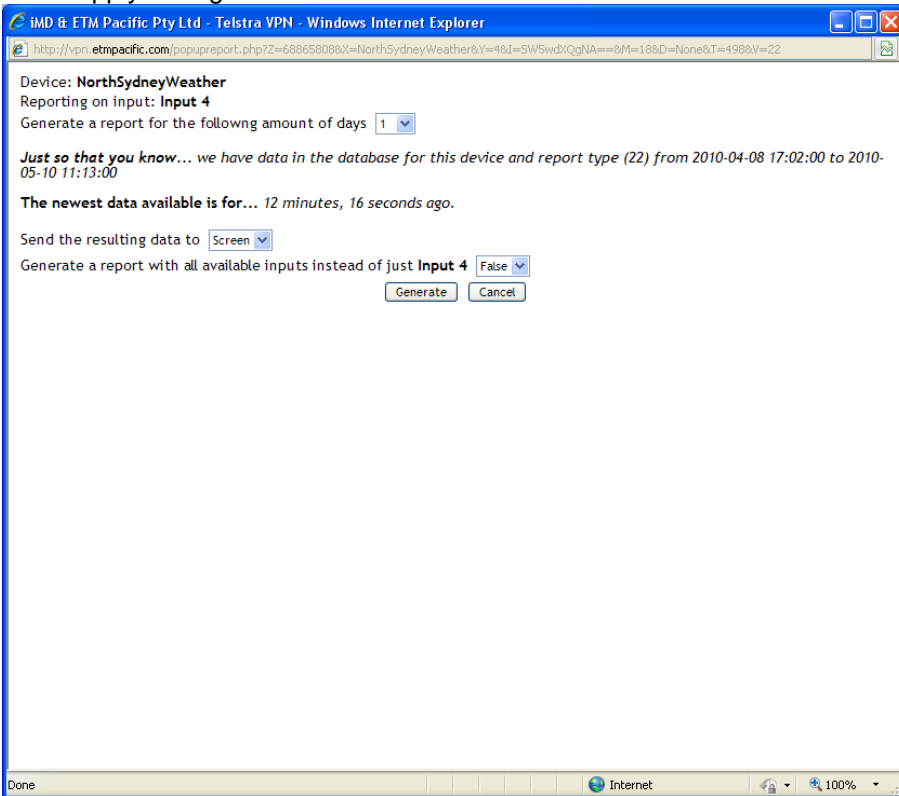 iMD & ETM Pacific Pty Ltd - Telstra VPN - Windows Internet Explorer
http://vpn.etmpacific.com/popupreport.php?Z=68865808&X=NorthSydneyWeather&Y=4&I=SW5wdXQgNA==&M=18&D=None&T=498&V=22
Device: NorthSydneyWeather
Reporting on input: Input 4
Generate a report for the followng amount of days 1
Just so that you know... we have data in the database for this device and report type (22) from 2010-04-08 17:02:00 to 2010-
05-10 11:13:00
The newest data available is for... 12 minutes, 16 seconds ago.
Send the resulting data to Screen
Generate a report with all available inputs instead of just Input 4 False
Generate Cancel
Done Internet 100%